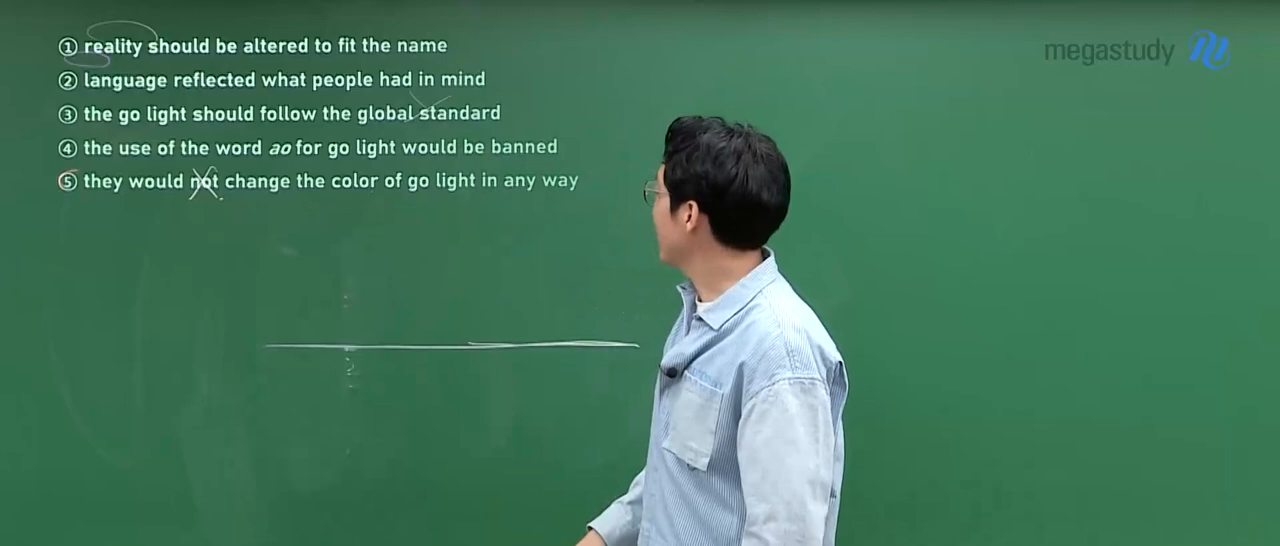 ① reality should be altered to fit the name
② language reflected what people had in mind
③ the go light should follow the global standard
④ the use of the word ao for go light would be banned
⑤ they would not change the color of go light in any way
megastudy